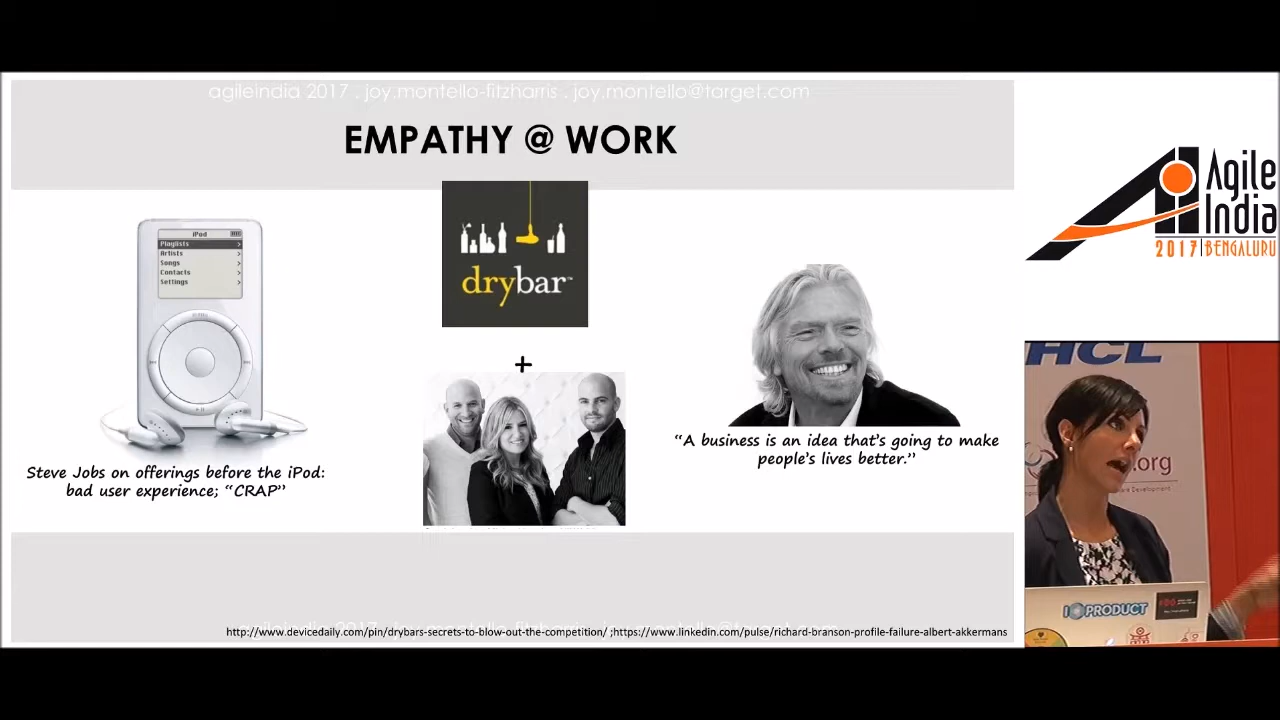 agileindia 2017 . joy.montello-fitzharris . joy.montello@target.com
EMPATHY @ WORK
iPod
Playlists
Artists
Songs
Contacts
Settings
MENU
Steve Jobs on offerings before the iPod:
bad user experience; “CRAP”
drybar™
+
“A business is an idea that’s going to make
people’s lives better.”
http://www.devicedaily.com/pin/drybars-secrets-to-blow-out-the-competition/ ;https://www.linkedin.com/pulse/richard-branson-profile-failure-albert-akkermans
Agile
India
2017 | BENGALURU
HCL
.org
PRODUCT